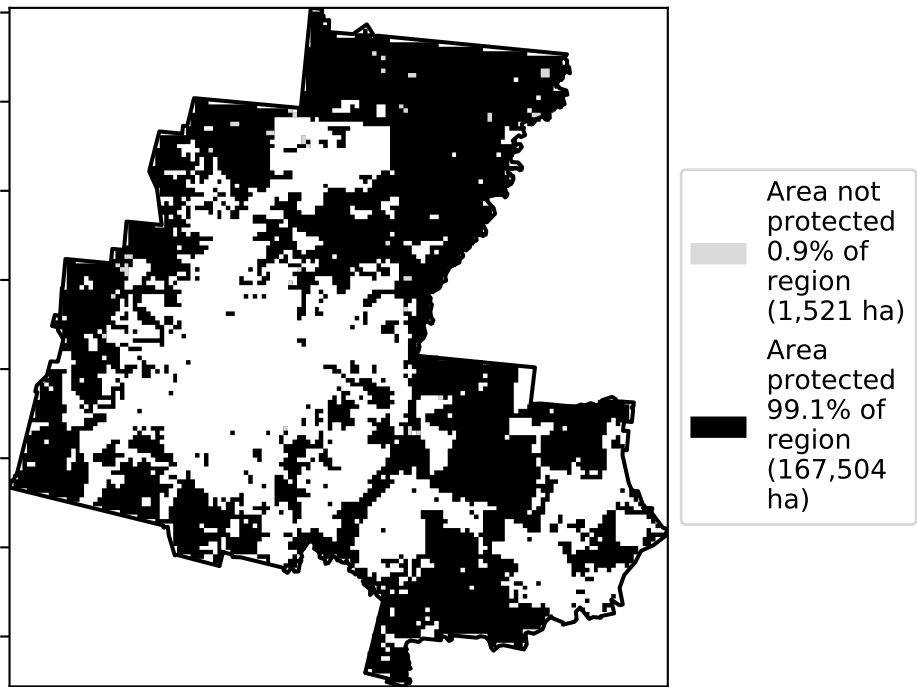 Area not
protected
0.9% of
region
(1,521 ha)
Area
protected
99.1% of
region
(167,504
ha)